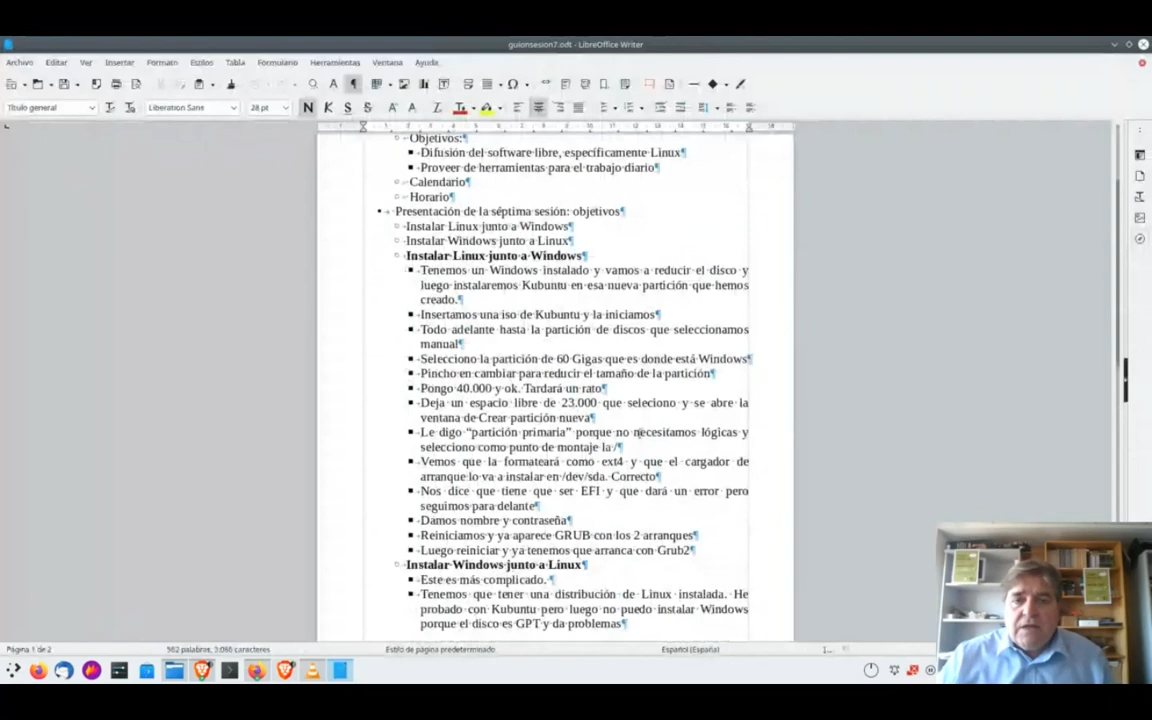 guionsesion7.odt - LibreOffice Writer
Archivo Editar Ver Insertar Formato Estilos Tabla Formulario Herramientas Ventana Ayuda
Título general Liberation Sans 28 pt N K S S
Objetivos:
Difusión del software libre, específicamente Linux
Proveer de herramientas para el trabajo diario
Calendario
Horario
Presentación de la séptima sesión: objetivos
Instalar Linux junto a Windows
Instalar Windows junto a Linux
Instalar Linux junto a Windows
Tenemos un Windows instalado y vamos a reducir el disco y
luego instalaremos Kubuntu en esa nueva partición que hemos
creado.
Insertamos una iso de Kubuntu y la iniciamos
Todo adelante hasta la partición de discos que seleccionamos
manual
Selecciono la partición de 60 Gigas que es donde está Windows
Pincho en cambiar para reducir el tamaño de la partición
Pongo 40.000 y ok. Tardará un rato
Deja un espacio libre de 23.000 que seleciono y se abre la
ventana de Crear partición nueva
Le digo “partición primaria” porque no necesitamos lógicas y
selecciono como punto de montaje la /
Vemos que la formateará como ext4 y que el cargador de
arranque lo va a instalar en /dev/sda. Correcto
Nos dice que tiene que ser EFI y que dará un error pero
seguimos para delante
Damos nombre y contraseña
Reiniciamos y ya aparece GRUB con los 2 arranques
Luego reiniciar y ya tenemos que arranca con Grub2
Instalar Windows junto a Linux
Este es más complicado.
Tenemos que tener una distribución de Linux instalada. He
probado con Kubuntu pero luego no puedo instalar Windows
porque el disco es GPT y da problemas
Página 1 de 2 Estilo de página predeterminado Español (España)